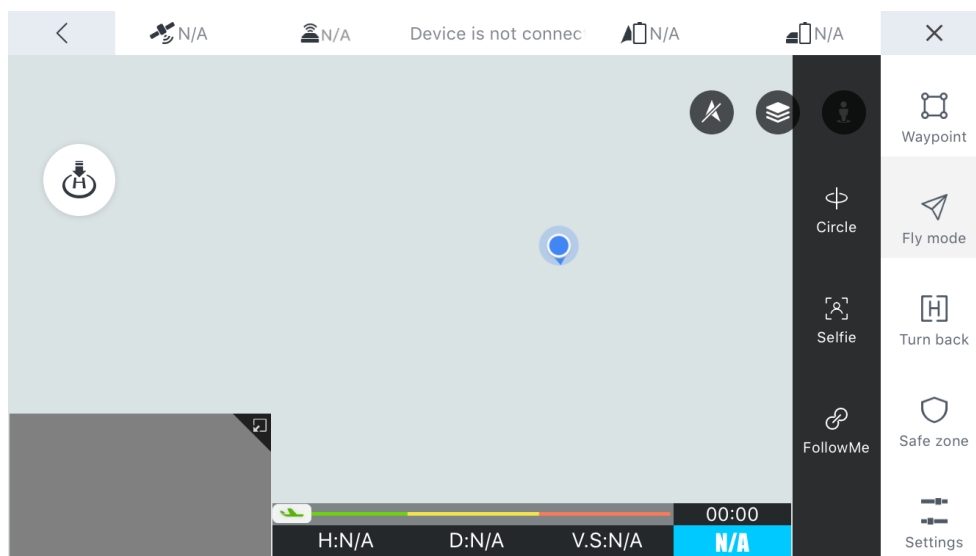 N/A
N/A
Device is not connec
N/A
N/A
Waypoint
Circle
Fly mode
Selfie
Turn back
FollowMe
Safe zone
Settings
00:00
H:N/A
D:N/A
V.S:N/A
N/A
H
H